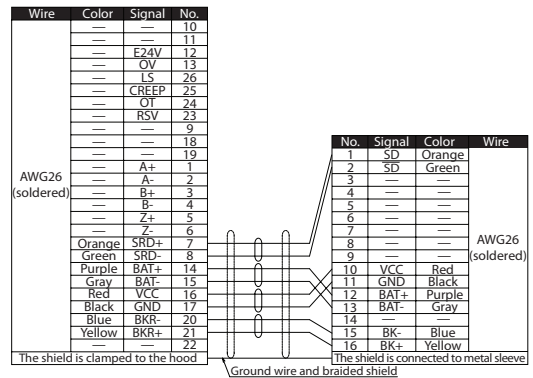 Wire Color Signal No.
— — 10
— — 11
— E24V 12
— OV 13
— LS 26
— CREEP 25
— OT 24
— RSV 23
— — 9
— — 18
— — 19
— A+ 1
— A- 2
— B+ 3
— B- 4
— Z+ 5
— Z- 6
Orange SRD+ 7
Green SRD- 8
Purple BAT+ 14
Gray BAT- 15
Red VCC 16
Black GND 17
Blue BKR- 20
Yellow BKR+ 21
— — 22
AWG26
(soldered)
The shield is clamped to the hood
No. Signal Color Wire
1 SD Orange
2 S̅D̅ Green
3 — —
4 — —
5 — —
6 — —
7 — —
8 — —
9 — —
10 VCC Red
11 GND Black
12 BAT+ Purple
13 BAT- Gray
14 — —
15 BK- Blue
16 BK+ Yellow
AWG26
(soldered)
The shield is connected to metal sleeve
Ground wire and braided shield